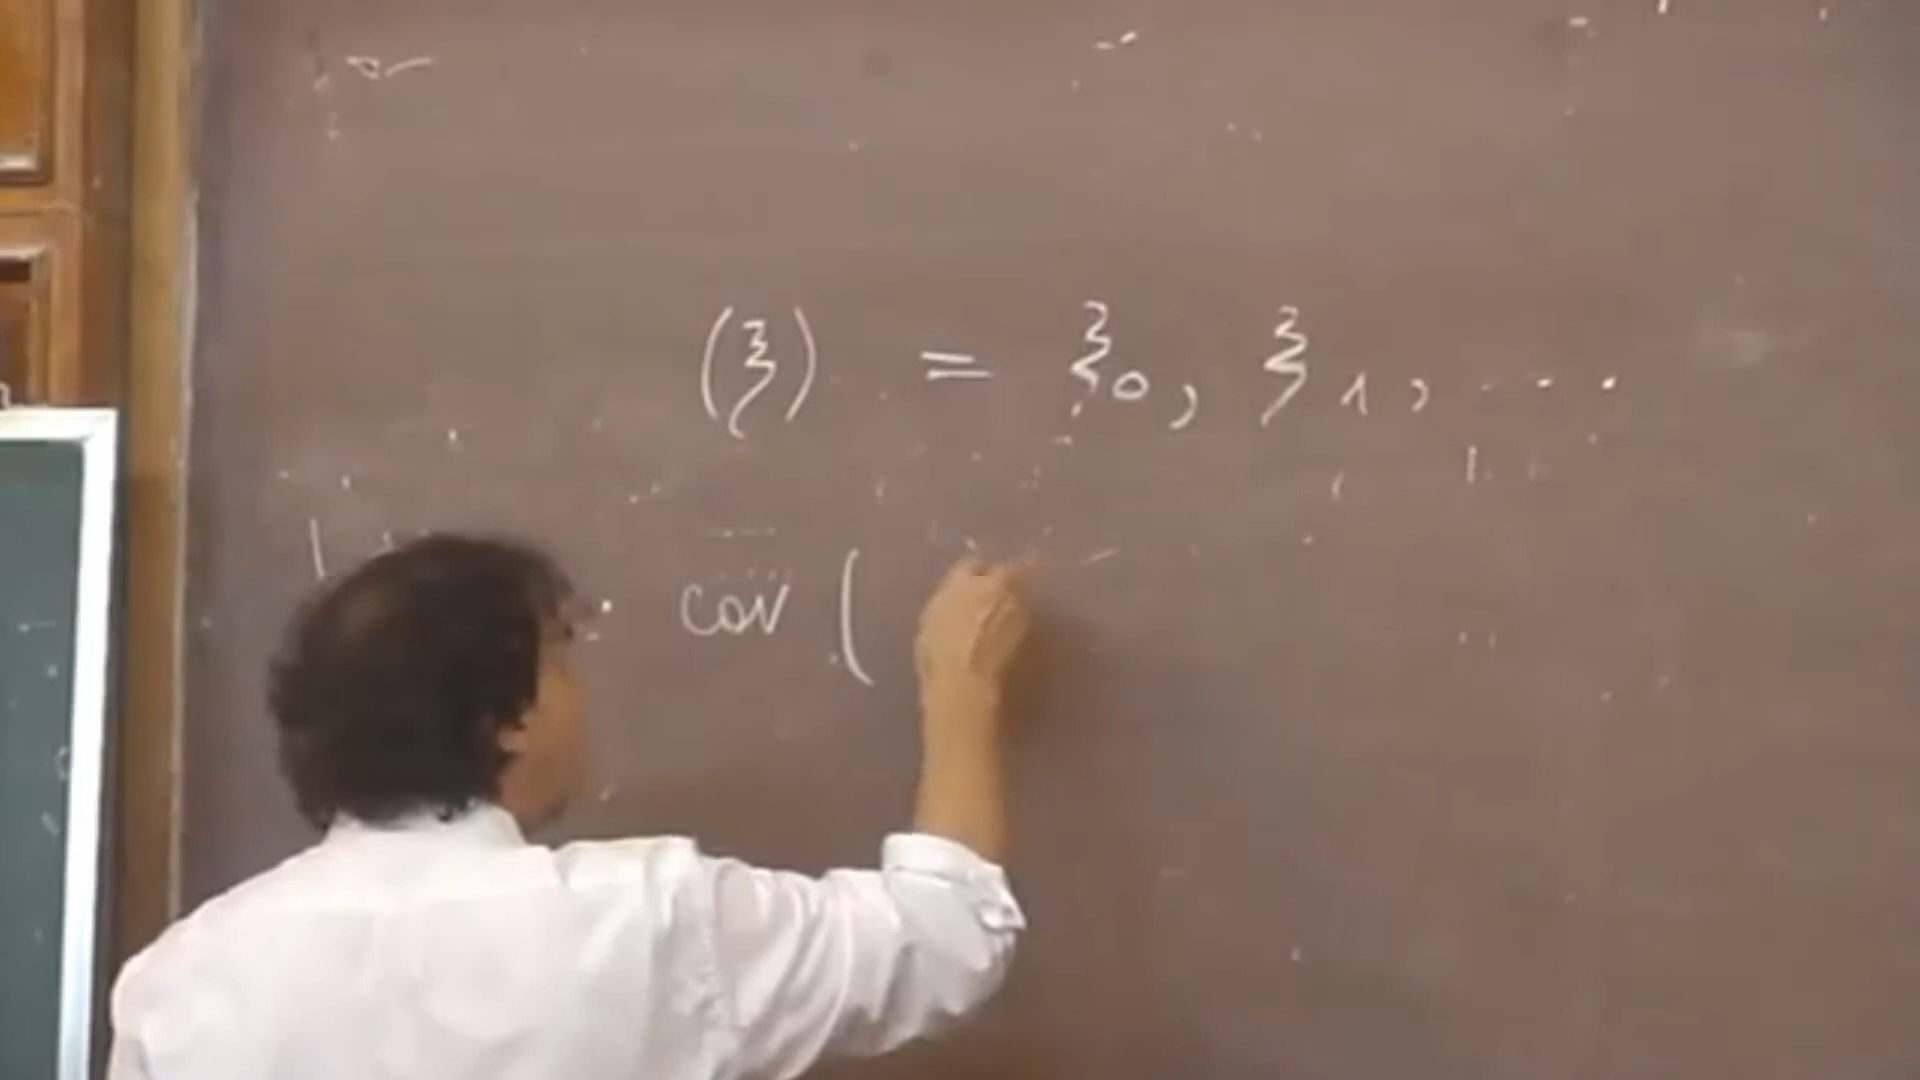 (ξ) = ξ₀, ξ₁, ...
cov (